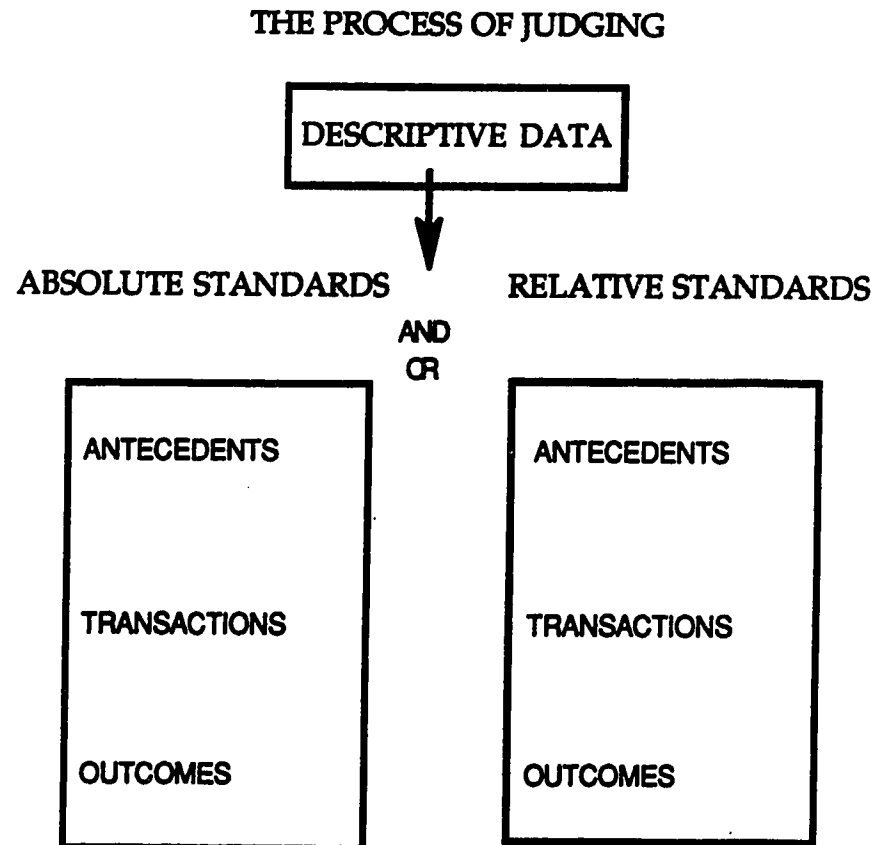 THE PROCESS OF JUDGING
DESCRIPTIVE DATA
ABSOLUTE STANDARDS
RELATIVE STANDARDS
AND
OR
ANTECEDENTS
TRANSACTIONS
OUTCOMES
ANTECEDENTS
TRANSACTIONS
OUTCOMES